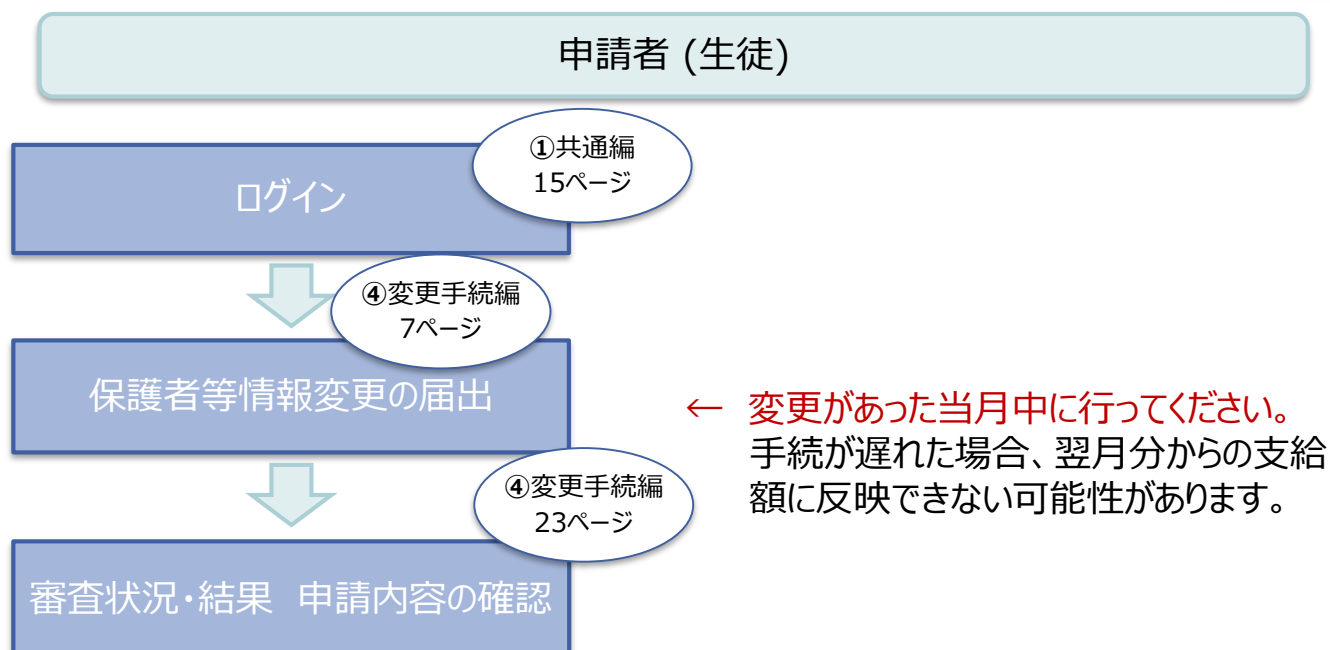 申請者 (生徒)
①共通編
15ページ
ログイン
④変更手続編
7ページ
保護者等情報変更の届出
← 変更があった当月中に行ってください。
手続が遅れた場合、翌月分からの支給
額に反映できない可能性があります。
④変更手続編
23ページ
審査状況・結果　申請内容の確認